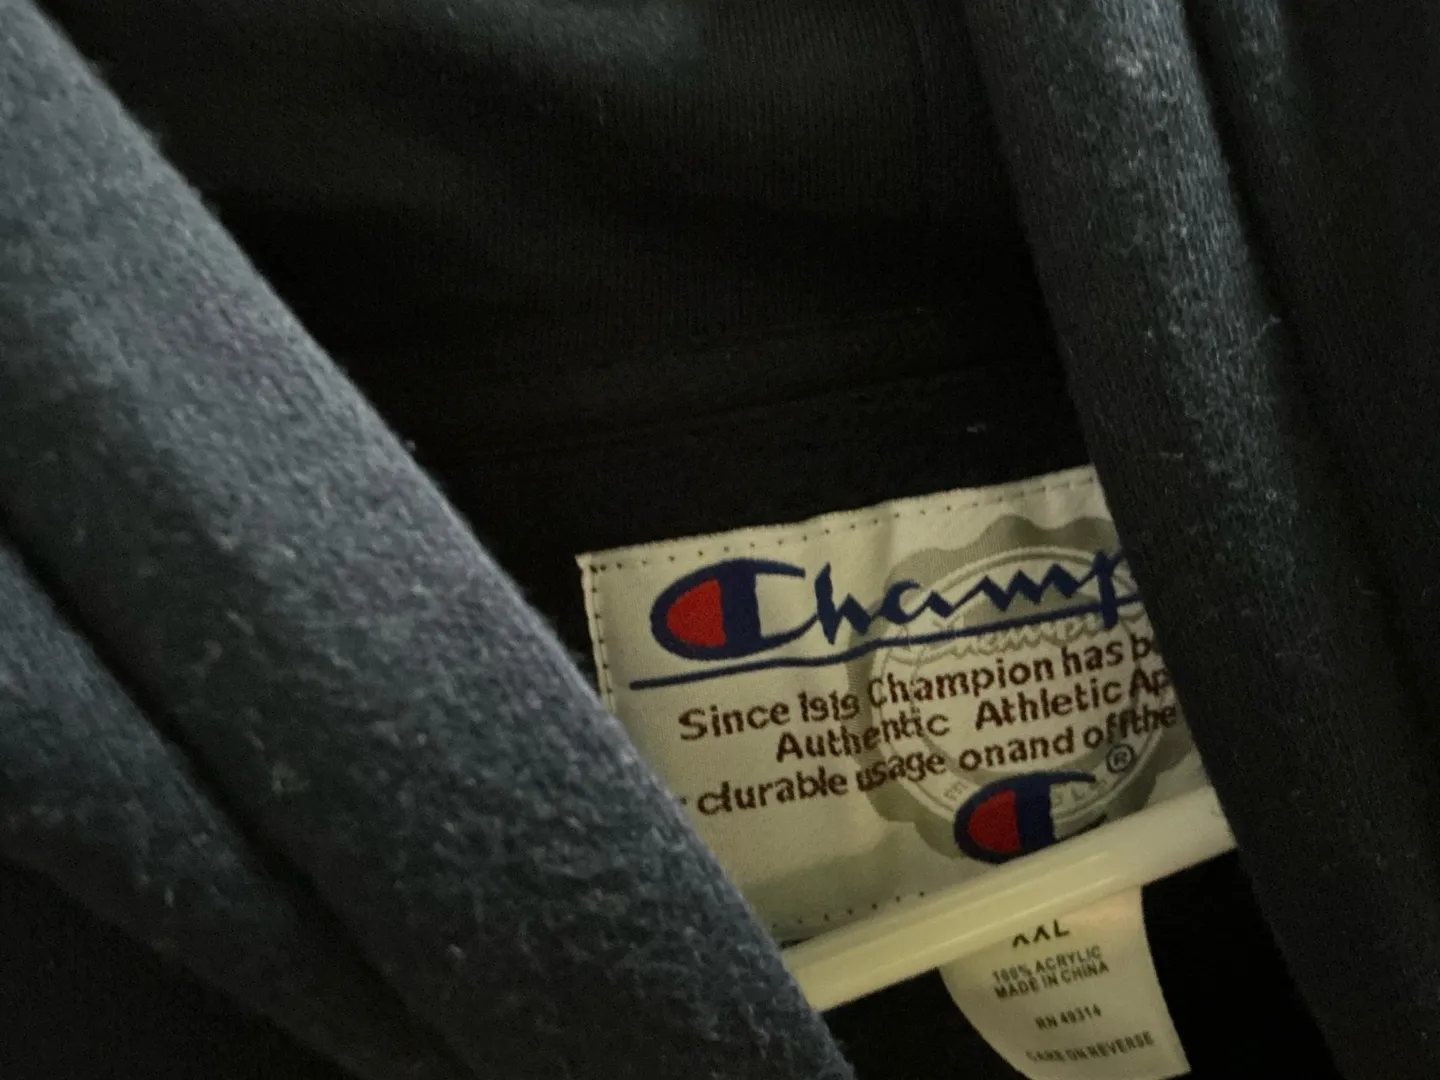 Champ
Since 1919 Champion has b
Authentic Athletic Ap
durable usage onand offthe
®
XXL
100% ACRYLIC
MADE IN CHINA
RN 49314
CARE ON REVERSE